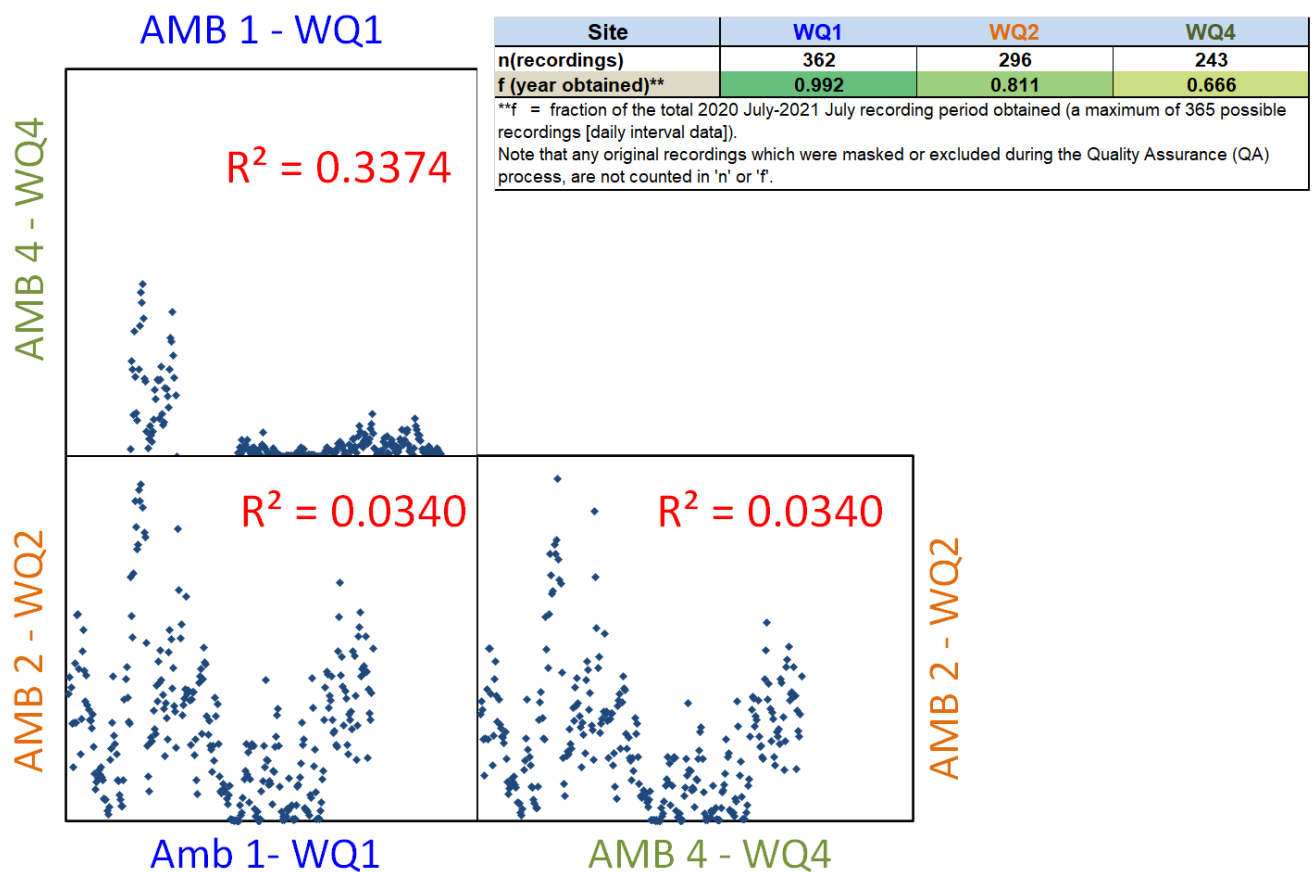 AMB 1 - WQ1
Site WQ1 WQ2 WQ4
n(recordings) 362 296 243
f (year obtained)** 0.992 0.811 0.666
**f = fraction of the total 2020 July-2021 July recording period obtained (a maximum of 365 possible
recordings [daily interval data]).
Note that any original recordings which were masked or excluded during the Quality Assurance (QA)
process, are not counted in 'n' or 'f'.
AMB 4 - WQ4
R² = 0.3374
AMB 2 - WQ2
R² = 0.0340
R² = 0.0340
AMB 2 - WQ2
Amb 1- WQ1
AMB 4 - WQ4